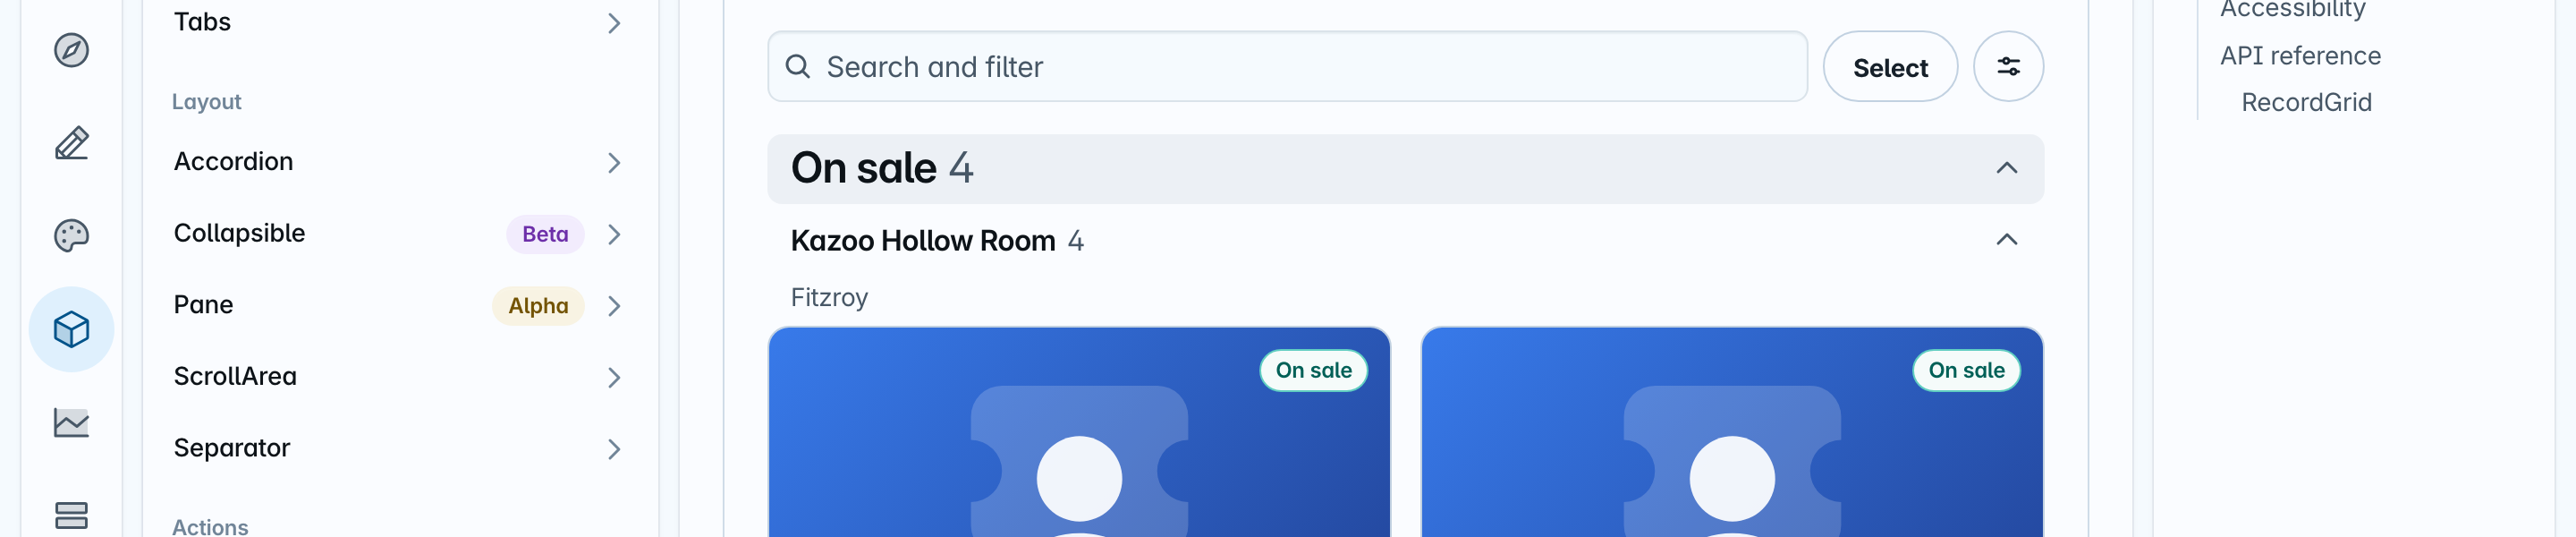 Tabs
Layout
Accordion
Collapsible Beta
Pane Alpha
ScrollArea
Separator
Actions
Search and filter Select
On sale 4
Kazoo Hollow Room 4
Fitzroy
On sale
On sale
Accessibility
API reference
RecordGrid